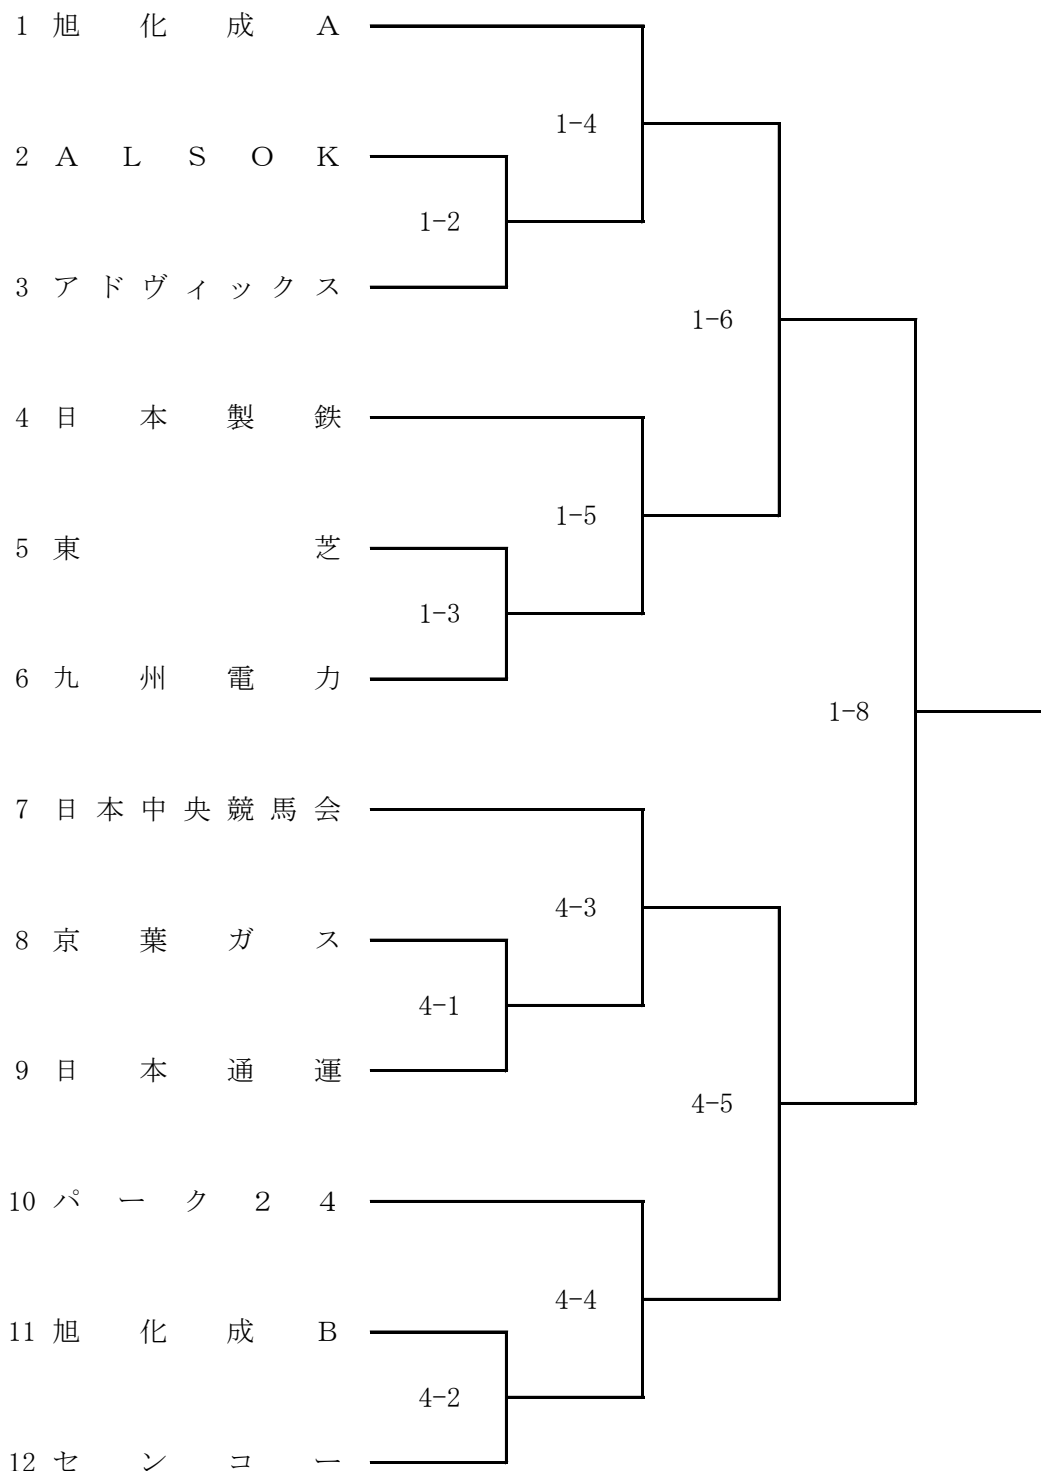 1 旭化成A
1-4
2 ALSOK
1-2
3 アドヴィックス
1-6
4 日本製鉄
1-5
5 東芝
1-3
6 九州電力
1-8
7 日本中央競馬会
4-3
8 京葉ガス
4-1
9 日本通運
4-5
10 パーク24
4-4
11 旭化成B
4-2
12 センコー